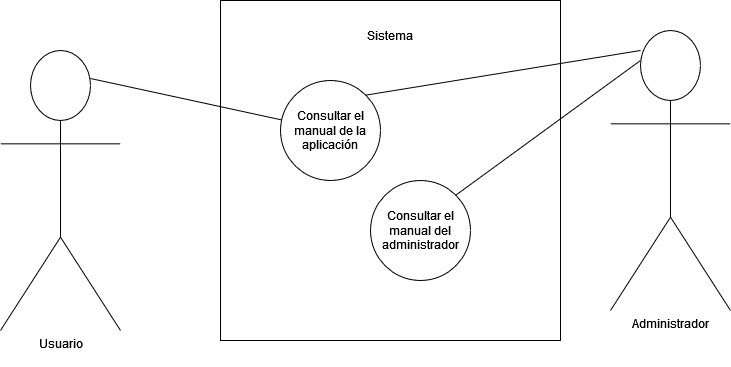 Sistema
Consultar el
manual de la
aplicación
Consultar el
manual del
administrador
Usuario
Administrador